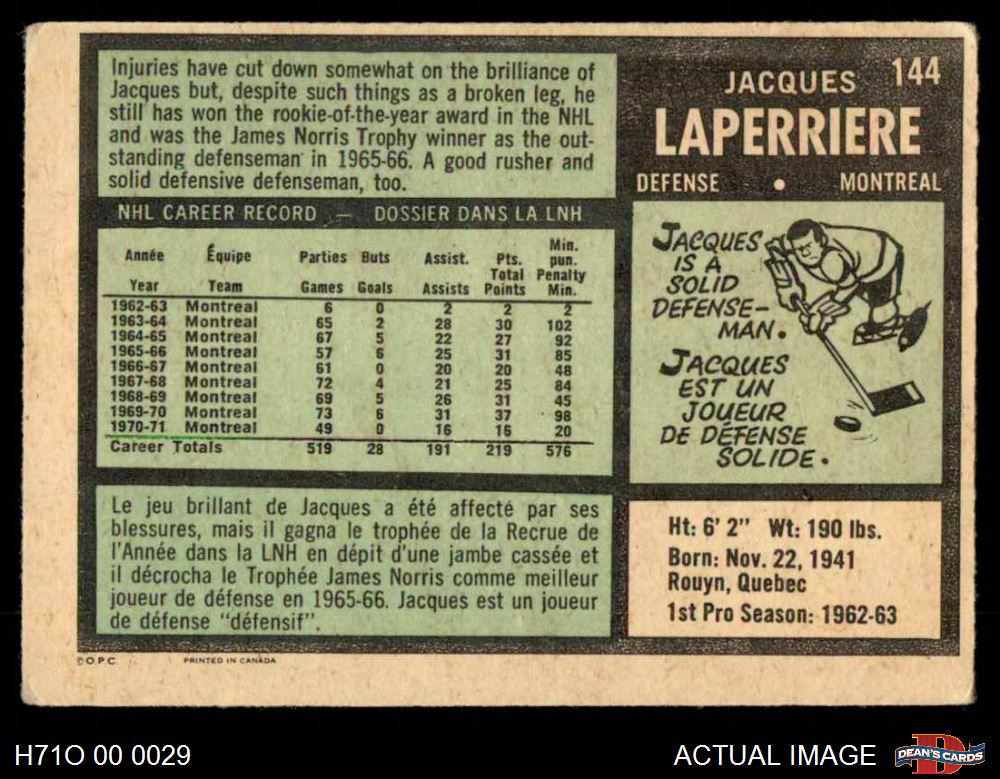 Injuries have cut down somewhat on the brilliance of
Jacques but, despite such things as a broken leg, he
still has won the rookie-of-the-year award in the NHL
and was the James Norris Trophy winner as the out-
standing defenseman in 1965-66. A good rusher and
solid defensive defenseman, too.
NHL CAREER RECORD — DOSSIER DANS LA LNH
Année Équipe Parties Buts Assist. Pts. Total Min. pun. Penalty
Year Team Games Goals Assists Points Min.
1962-63 Montreal 6 0 2 2 2
1963-64 Montreal 65 2 28 30 102
1964-65 Montreal 67 5 22 27 92
1965-66 Montreal 57 6 25 31 85
1966-67 Montreal 61 0 20 20 48
1967-68 Montreal 72 4 21 25 84
1968-69 Montreal 69 5 26 31 45
1969-70 Montreal 73 6 31 37 98
1970-71 Montreal 49 0 16 16 20
Career Totals 519 28 191 219 576
Le jeu brillant de Jacques a été affecté par ses
blessures, mais il gagna le trophée de la Recrue de
l'Année dans la LNH en dépit d'une jambe cassée et
il décrocha le Trophée James Norris comme meilleur
joueur de défense en 1965-66. Jacques est un joueur
de défense "défensif".
144
JACQUES
LAPERRIERE
DEFENSE • MONTREAL
JACQUES
IS A
SOLID
DEFENSE-
MAN.
JACQUES
EST UN
JOUEUR
DE DÉFENSE
SOLIDE.
Ht: 6' 2" Wt: 190 lbs.
Born: Nov. 22, 1941
Rouyn, Quebec
1st Pro Season: 1962-63
©O.P.C. PRINTED IN CANADA
H71O 00 0029
ACTUAL IMAGE
DEAN'S CARDS